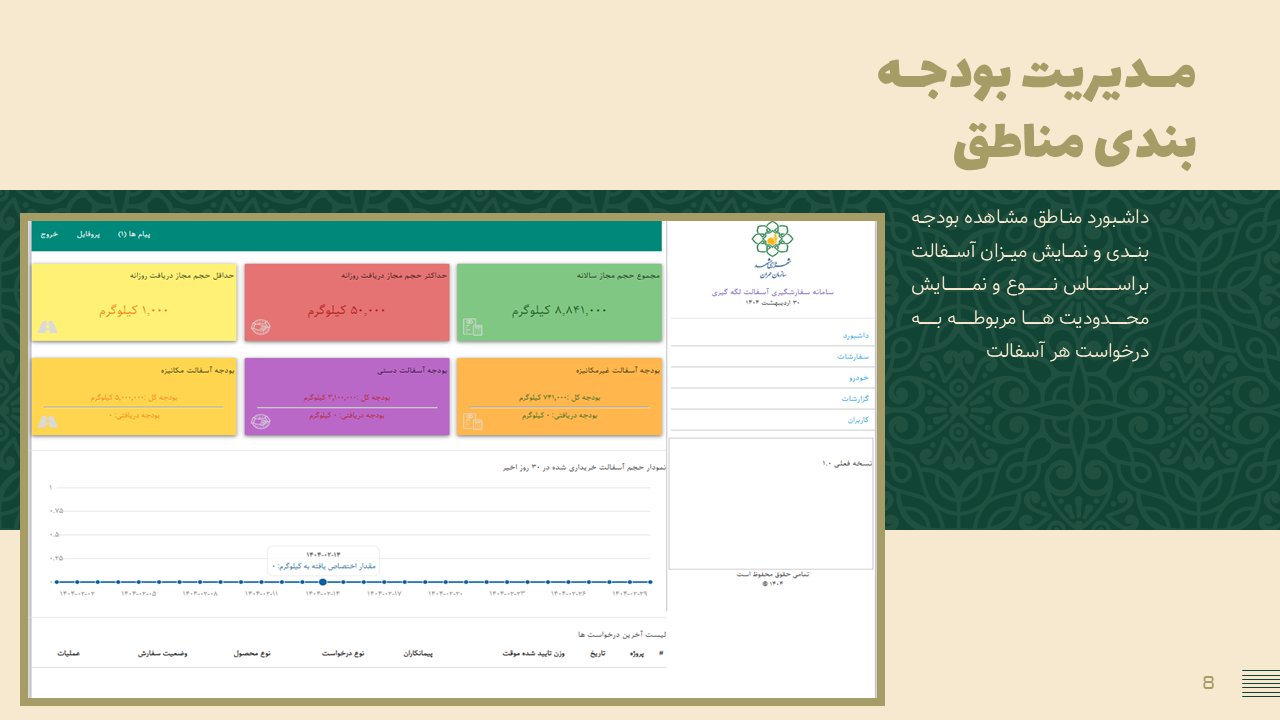 مـدیریت بودجـه
بندی مناطق
داشبورد مناطق مشاهده بودجه
بندی و نمایش میزان آسفالت
براساس نوع و نمایش
محدودیت ها مربوطه به
درخواست هر آسفالت
سامانه سفارشگیری آسفالت لکه گیری
۳۰ اردیبهشت ۱۴۰۴
داشبورد
سفارشات
خودرو
گزارشات
کاربران
نسخه فعلی ۱.۰
تمامی حقوق محفوظ است
© ۱۴۰۴
پیام ها (۱) پروفایل خروج
مجموع حجم مجاز سالانه
۸,۸۴۱,۰۰۰ کیلوگرم
حداکثر حجم مجاز دریافت روزانه
۵۰,۰۰۰ کیلوگرم
حداقل حجم مجاز دریافت روزانه
۱,۰۰۰ کیلوگرم
بودجه آسفالت غیرمکانیزه
بودجه کل :۷۴۱,۰۰۰ کیلوگرم
بودجه دریافتی: ۰ کیلوگرم
بودجه آسفالت دستی
بودجه کل :۳,۱۰۰,۰۰۰ کیلوگرم
بودجه دریافتی: ۰ کیلوگرم
بودجه آسفالت مکانیزه
بودجه کل :۵,۰۰۰,۰۰۰ کیلوگرم
بودجه دریافتی: ۰
نمودار حجم آسفالت خریداری شده در ۳۰ روز اخیر
۱
۰.۷۵
۰.۵
۰.۲۵
۰
۱۴۰۴-۰۲-۱۴
مقدار اختصاص یافته به کیلوگرم: ۰
۱۴۰۴-۰۲-۰۲ ۱۴۰۴-۰۲-۰۵ ۱۴۰۴-۰۲-۰۸ ۱۴۰۴-۰۲-۱۱ ۱۴۰۴-۰۲-۱۴ ۱۴۰۴-۰۲-۱۷ ۱۴۰۴-۰۲-۲۰ ۱۴۰۴-۰۲-۲۳ ۱۴۰۴-۰۲-۲۶ ۱۴۰۴-۰۲-۲۹
لیست آخرین درخواست ها
# پروژه تاریخ وزن تایید شده موقت پیمانکاران نوع درخواست نوع محصول وضعیت سفارش عملیات
8